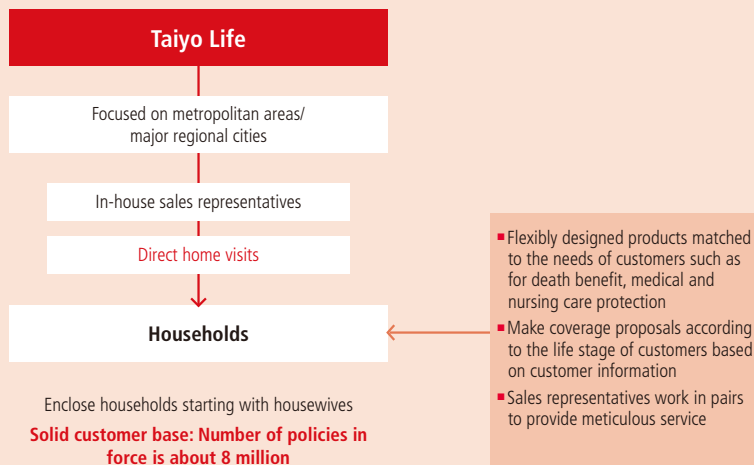 Taiyo Life
Focused on metropolitan areas/
major regional cities
In-house sales representatives
Direct home visits
Households
Enclose households starting with housewives
Solid customer base: Number of policies in
force is about 8 million
■ Flexibly designed products matched
to the needs of customers such as
for death benefit, medical and
nursing care protection
■ Make coverage proposals according
to the life stage of customers based
on customer information
■ Sales representatives work in pairs
to provide meticulous service